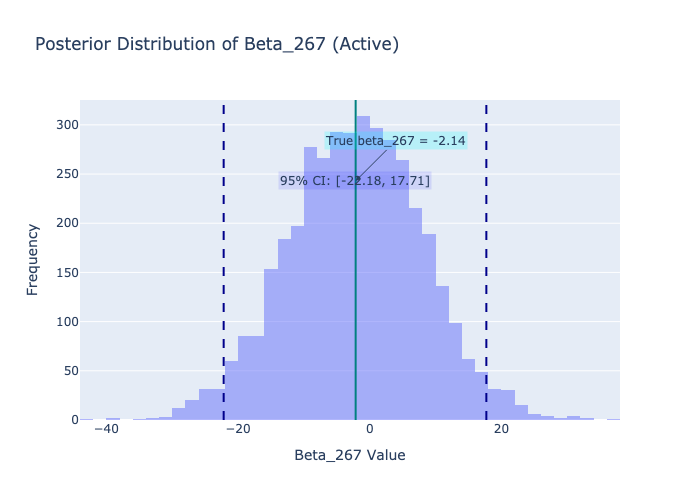 Posterior Distribution of Beta_267 (Active)
300
True beta_267 = -2.14
250
95% CI: [-22.18, 17.71]
200
150
100
50
0
Frequency
−40
−20
0
20
Beta_267 Value